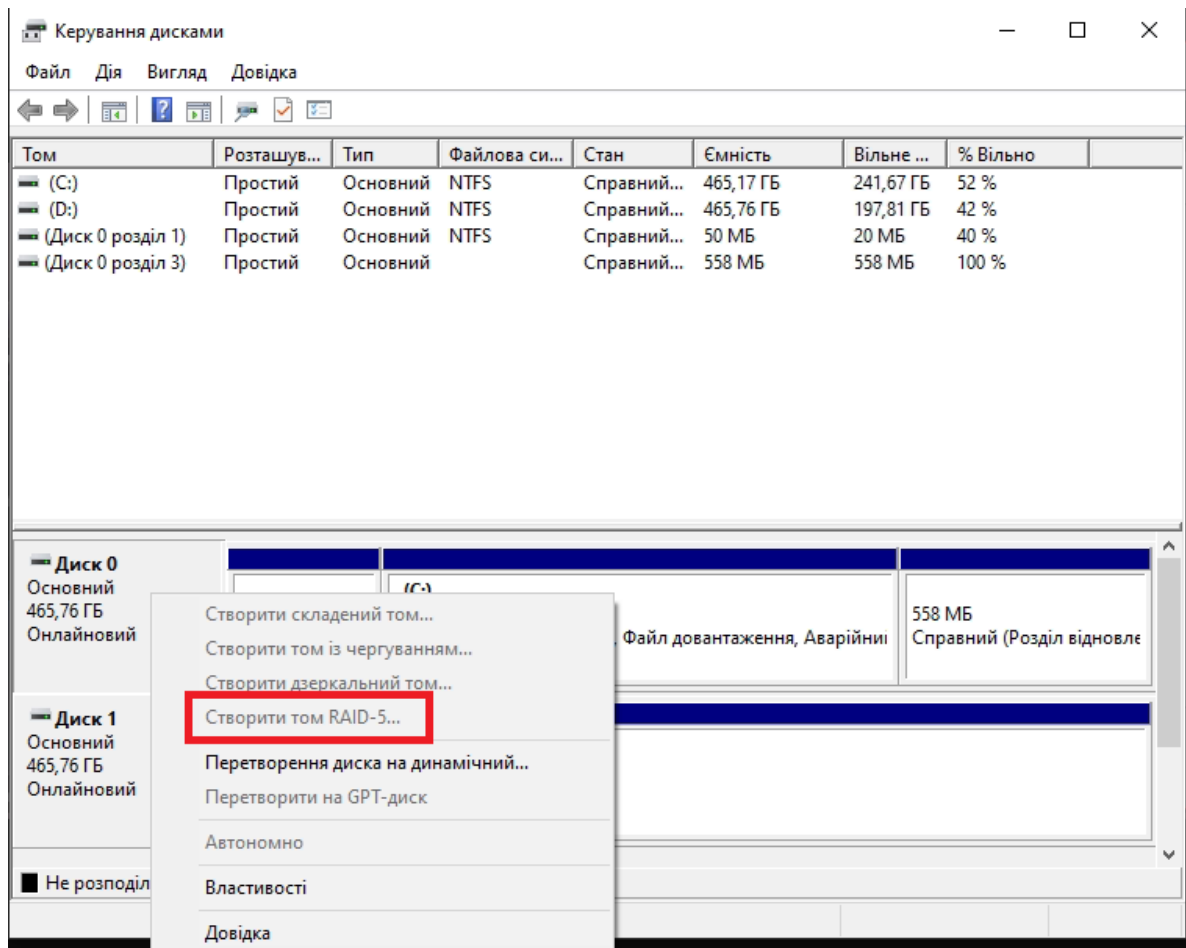 Керування дисками
Файл Дія Вигляд Довідка
Том Розташув... Тип Файлова си... Стан Ємність Вільне ... % Вільно
(C:) Простий Основний NTFS Справний... 465,17 ГБ 241,67 ГБ 52 %
(D:) Простий Основний NTFS Справний... 465,76 ГБ 197,81 ГБ 42 %
(Диск 0 розділ 1) Простий Основний NTFS Справний... 50 МБ 20 МБ 40 %
(Диск 0 розділ 3) Простий Основний Справний... 558 МБ 558 МБ 100 %
Диск 0
Основний
465,76 ГБ
Онлайновий
(C:)
, Файл довантаження, Аварійний
558 МБ
Справний (Розділ відновле
Створити складений том...
Створити том із чергуванням...
Створити дзеркальний том...
Створити том RAID-5...
Перетворення диска на динамічний...
Перетворити на GPT-диск
Автономно
Властивості
Довідка
Диск 1
Основний
465,76 ГБ
Онлайновий
Не розподіл